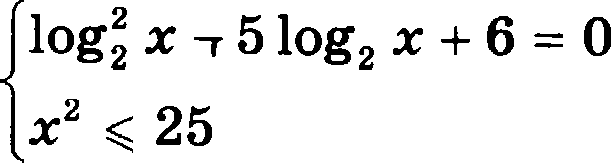 log₂² x - 5 log₂ x + 6 = 0
x² ⩽ 25